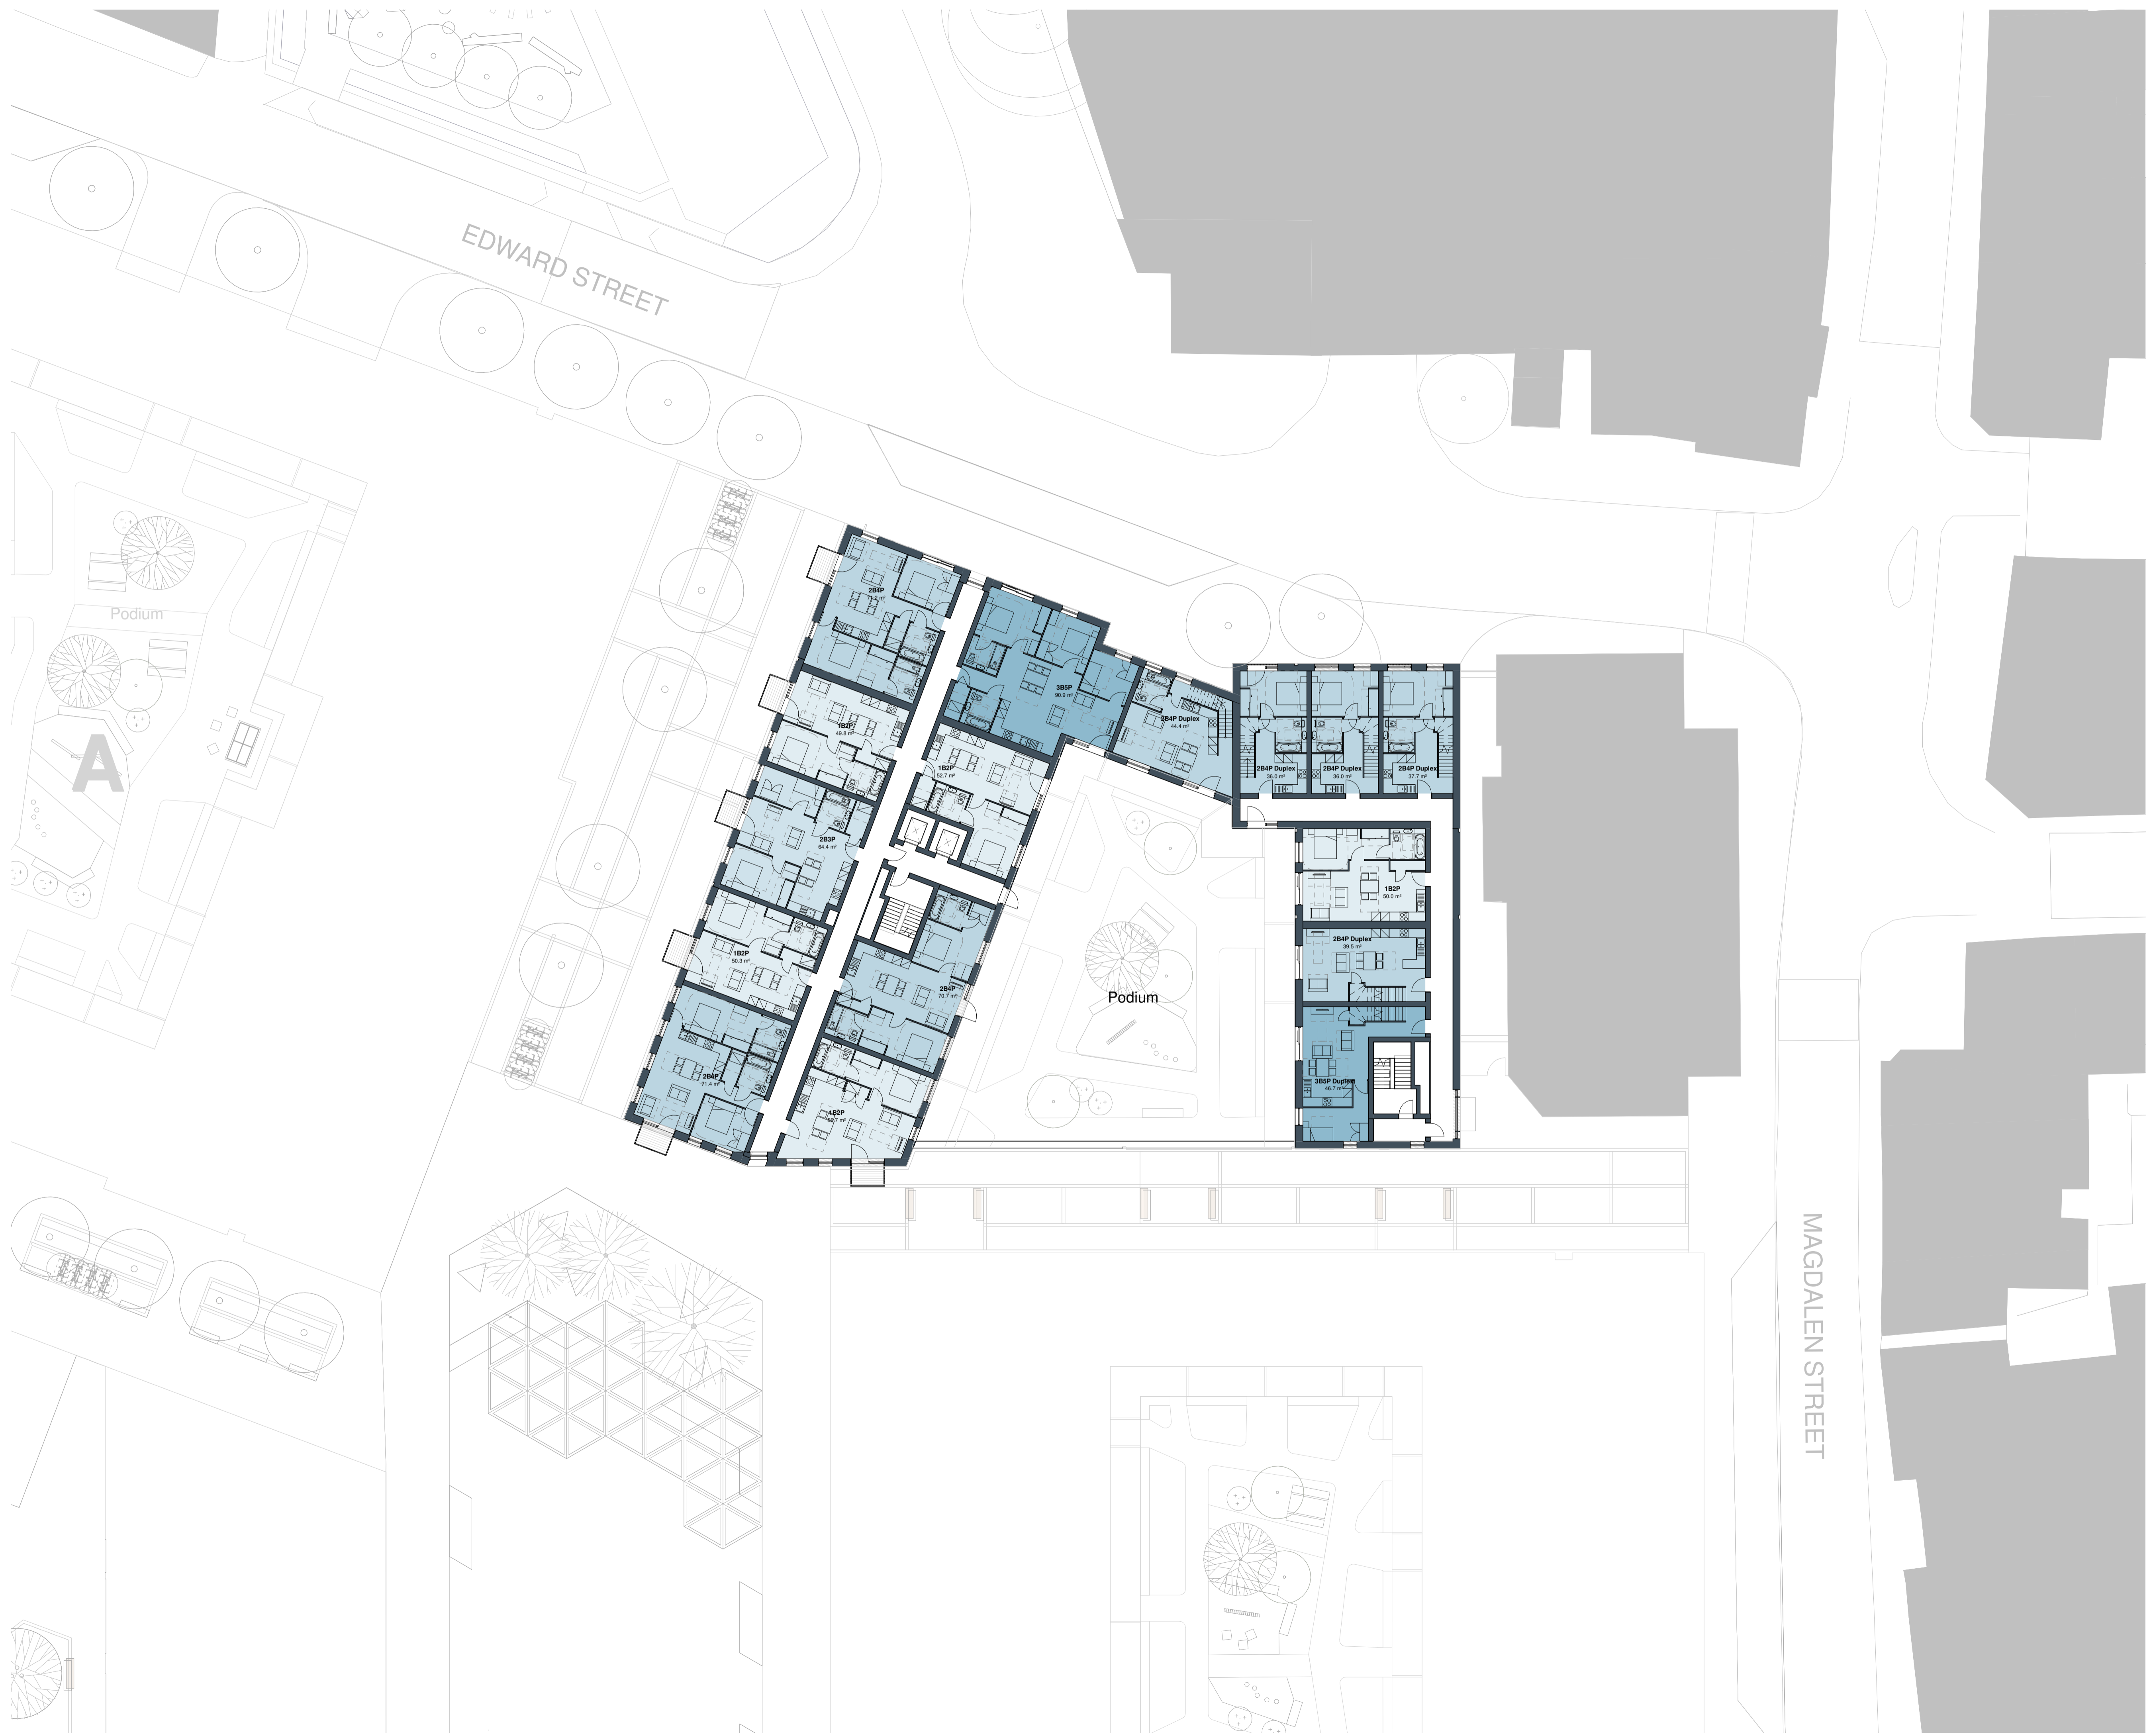 EDWARD STREET
Podium
A
2B4P
71.2 m²
3B5P
90.9 m²
2B4P Duplex
44.4 m²
1B2P
49.8 m²
1B2P
52.7 m²
2B4P Duplex
36.0 m²
2B4P Duplex
36.0 m²
2B4P Duplex
37.7 m²
2B3P
64.4 m²
1B2P
50.0 m²
1B2P
50.3 m²
2B4P Duplex
39.5 m²
2B4P
70.7 m²
Podium
2B4P
71.4 m²
3B5P Duplex
46.7 m²
1B2P
MAGDALEN STREET